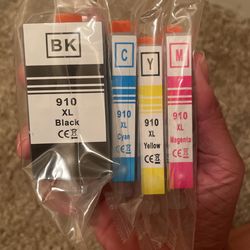 BK
910
XL
Black
CE
C
910
XL
Cyan
CE
Y
910
XL
Yellow
CE
M
910
XL
Magenta
CE